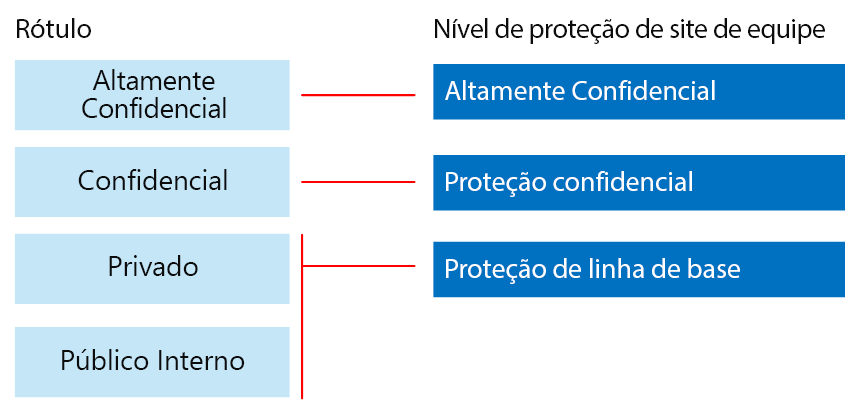 Rótulo
Nível de proteção de site de equipe
Altamente
Confidencial
Altamente Confidencial
Confidencial
Proteção confidencial
Privado
Proteção de linha de base
Público Interno